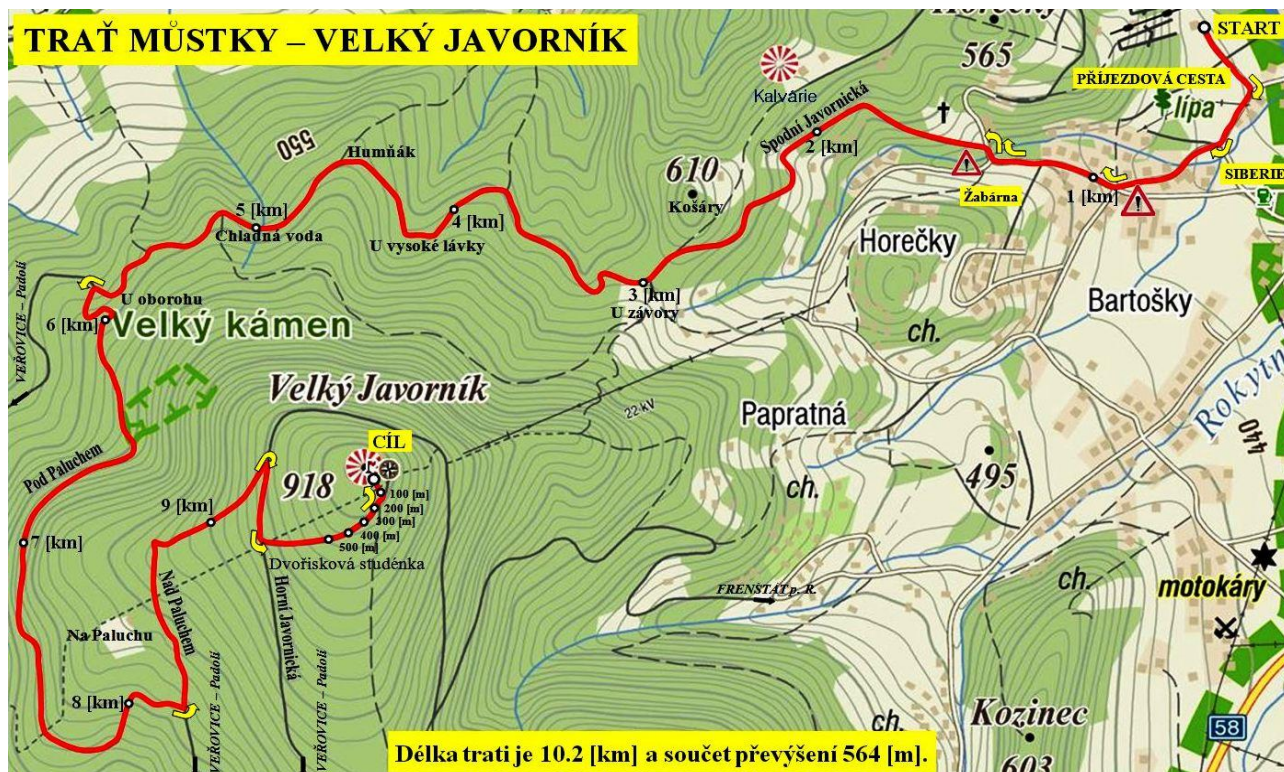 TRAŤ MŮSTKY – VELKÝ JAVORNÍK
Horečky
565
START
PŘÍJEZDOVÁ CESTA
lípa
Kalvárie
Spodní Javornická
2 [km]
550
Humňák
610
Košáry
Žabárna
1 [km]
SIBERIE
5 [km]
Chladná voda
4 [km]
U vysoké lávky
Horečky
3 [km]
U závory
Bartošky
U oborohu
6 [km]
Velký kámen
VEŘOVICE – Padolí
ch.
Rokytn
Velký Javorník
22 kV
Papratná
440
CÍL
918
Pod Paluchem
495
ch.
100 [m]
200 [m]
300 [m]
400 [m]
500 [m]
9 [km]
7 [km]
Dvořisková studénka
Nad Paluchem
Horní Javornická
FRENŠTÁT p. R.
ch.
motokáry
Na Paluchu
8 [km]
VEŘOVICE – Padolí
VEŘOVICE – Padolí
ch.
Kozinec
603
58
Délka trati je 10.2 [km] a součet převýšení 564 [m].